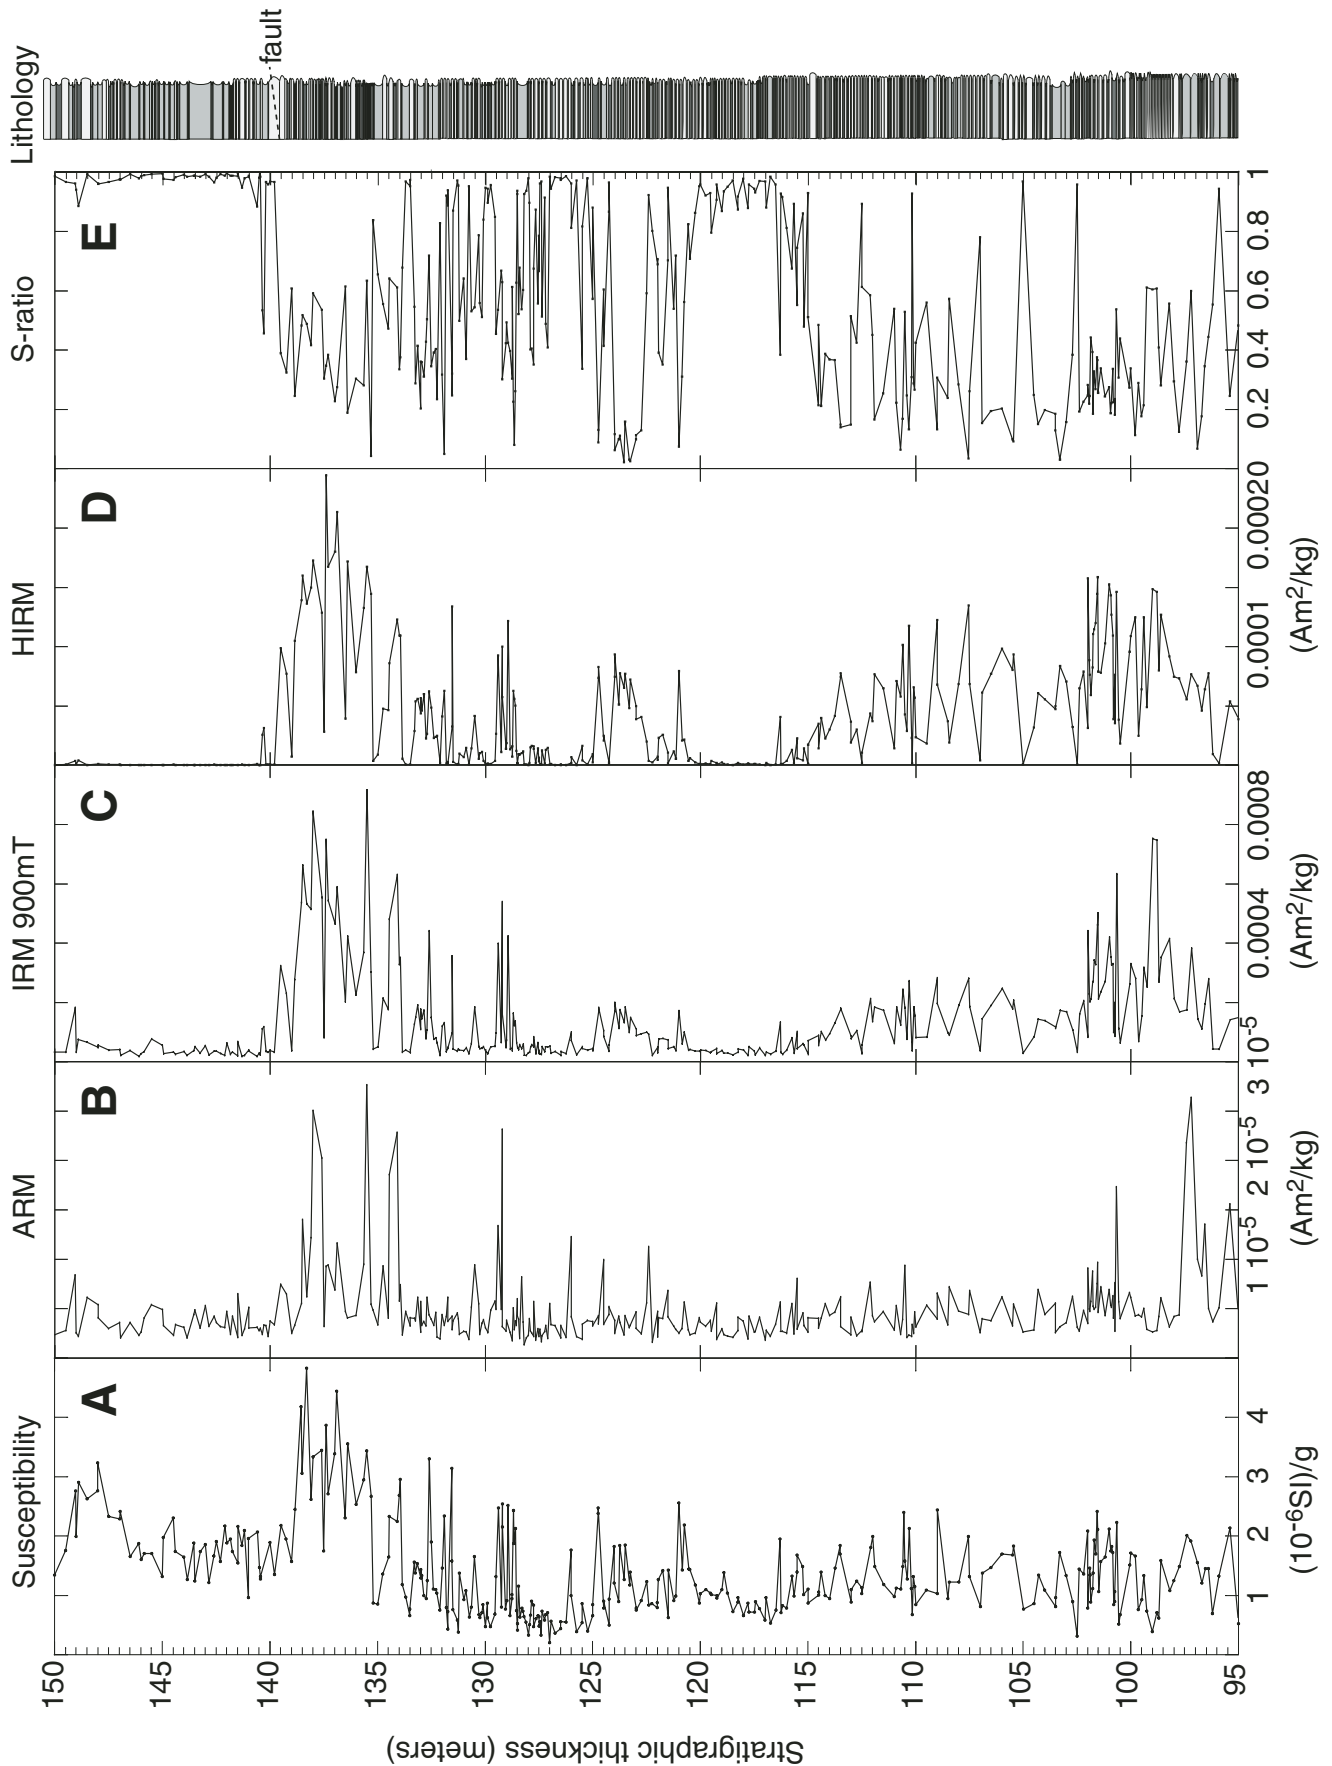 Susceptibility
ARM
IRM 900mT
HIRM
S-ratio
Lithology
A
B
C
D
E
fault
150
145
140
135
130
125
120
115
110
105
100
95
Stratigraphic thickness (meters)
1 2 3 4
1 10⁻⁵ 2 10⁻⁵ 3 10⁻⁵
0.0004 0.0008
0.0001 0.00020
0.2 0.4 0.6 0.8 1
(10⁻⁶SI)/g
(Am²/kg)
(Am²/kg)
(Am²/kg)